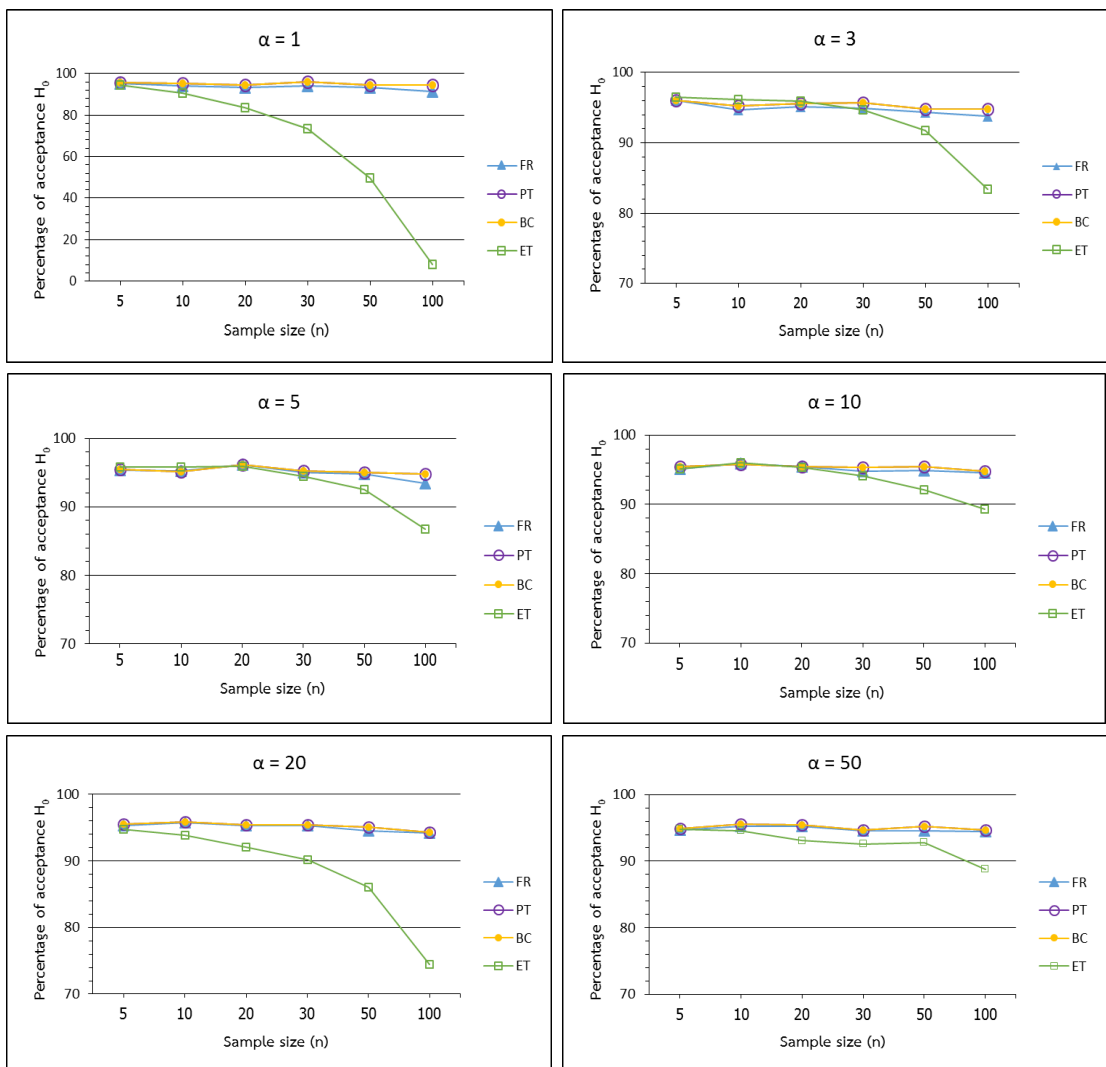 α = 1
Percentage of acceptance H₀
100
80
60
40
20
0
5 10 20 30 50 100
Sample size (n)
FR
PT
BC
ET
α = 3
Percentage of acceptance H₀
100
90
80
70
5 10 20 30 50 100
Sample size (n)
FR
PT
BC
ET
α = 5
Percentage of acceptance H₀
100
90
80
70
5 10 20 30 50 100
Sample size (n)
FR
PT
BC
ET
α = 10
Percentage of acceptance H₀
100
90
80
70
5 10 20 30 50 100
Sample size (n)
FR
PT
BC
ET
α = 20
Percentage of acceptance H₀
100
90
80
70
5 10 20 30 50 100
Sample size (n)
FR
PT
BC
ET
α = 50
Percentage of acceptance H₀
100
90
80
70
5 10 20 30 50 100
Sample size (n)
FR
PT
BC
ET